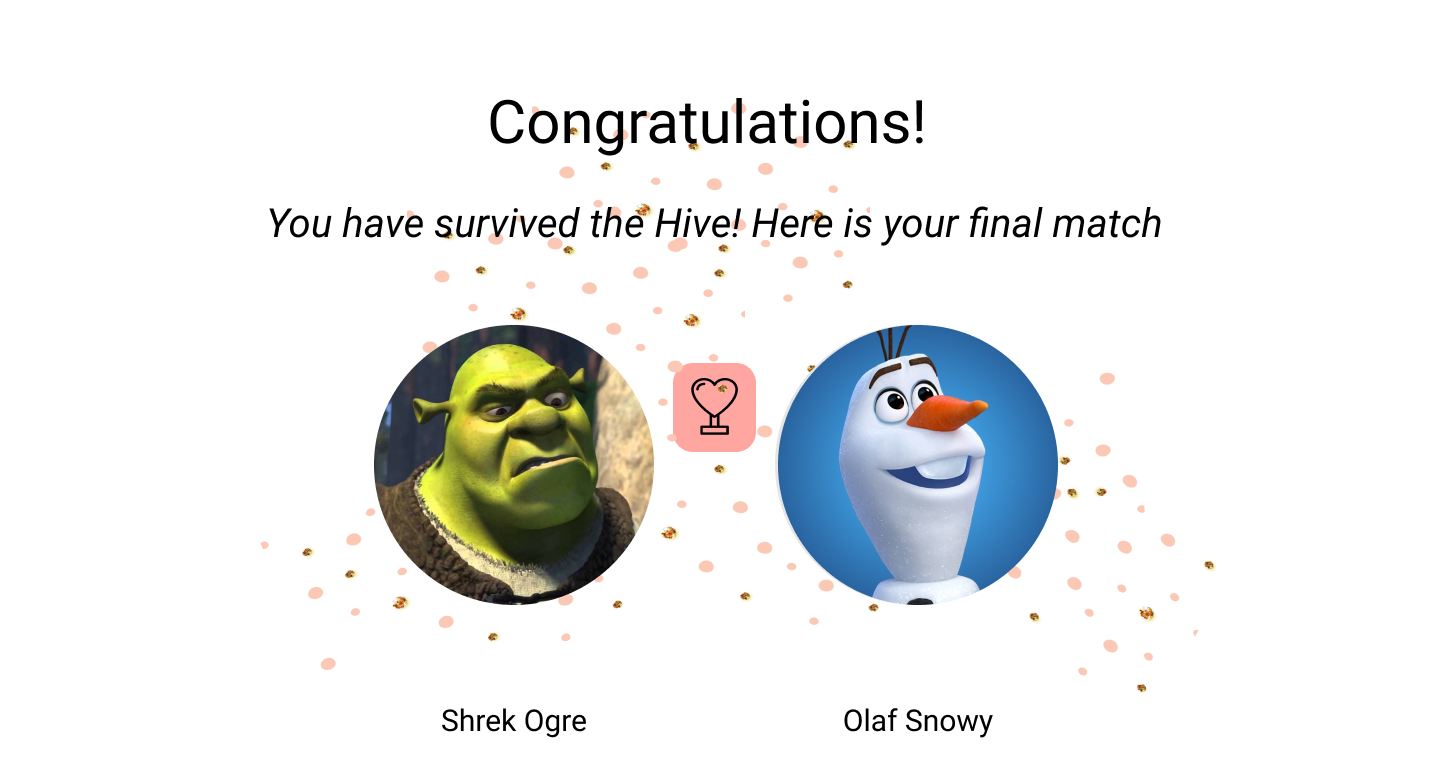 Congratulations!
You have survived the Hive! Here is your final match
Shrek Ogre
Olaf Snowy